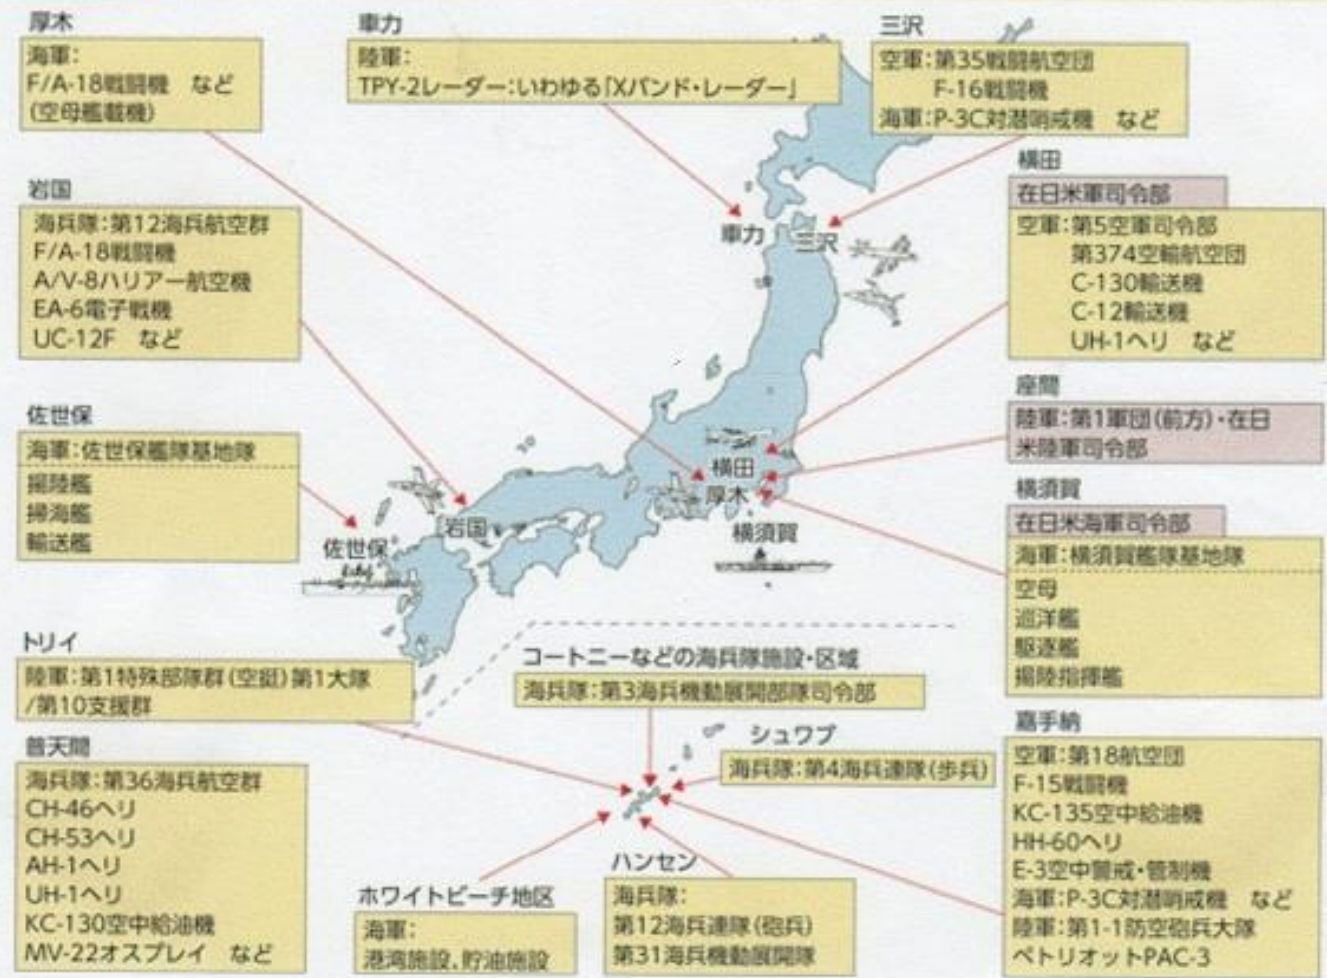 厚木
海軍:
F/A-18戦闘機 など
(空母艦載機)
車力
陸軍:
TPY-2レーダー:いわゆる「Xバンド・レーダー」
三沢
空軍:第35戦闘航空団
F-16戦闘機
海軍:P-3C対潜哨戒機 など
岩国
海兵隊:第12海兵航空群
F/A-18戦闘機
A/V-8ハリアー航空機
EA-6電子戦機
UC-12F など
横田
在日米軍司令部
空軍:第5空軍司令部
第374空輸航空団
C-130輸送機
C-12輸送機
UH-1ヘリ など
車力
三沢
佐世保
海軍:佐世保艦隊基地隊
揚陸艦
掃海艦
輸送艦
座間
陸軍:第1軍団(前方)・在日
米陸軍司令部
横田
厚木
横須賀
岩国
佐世保
横須賀
在日米海軍司令部
海軍:横須賀艦隊基地隊
空母
巡洋艦
駆逐艦
揚陸指揮艦
トリイ
陸軍:第1特殊部隊群(空挺)第1大隊
/第10支援群
コートニーなどの海兵隊施設・区域
海兵隊:第3海兵機動展開部隊司令部
シュワブ
海兵隊:第4海兵連隊(歩兵)
普天間
海兵隊:第36海兵航空群
CH-46ヘリ
CH-53ヘリ
AH-1ヘリ
UH-1ヘリ
KC-130空中給油機
MV-22オスプレイ など
ホワイトビーチ地区
海軍:
港湾施設、貯油施設
ハンセン
海兵隊:
第12海兵連隊(砲兵)
第31海兵機動展開隊
嘉手納
空軍:第18航空団
F-15戦闘機
KC-135空中給油機
HH-60ヘリ
E-3空中警戒・管制機
海軍:P-3C対潜哨戒機 など
陸軍:第1-1防空砲兵大隊
ペトリオットPAC-3